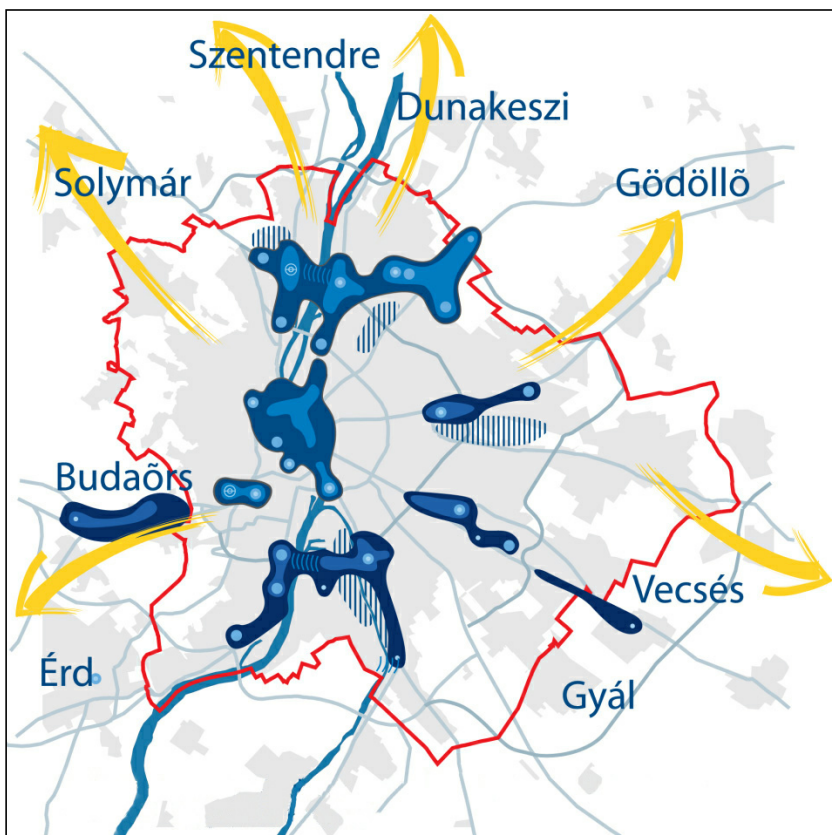 Szentendre
Dunakeszi
Solymár
Gödöllõ
Budaõrs
Vecsés
Érd
Gyál